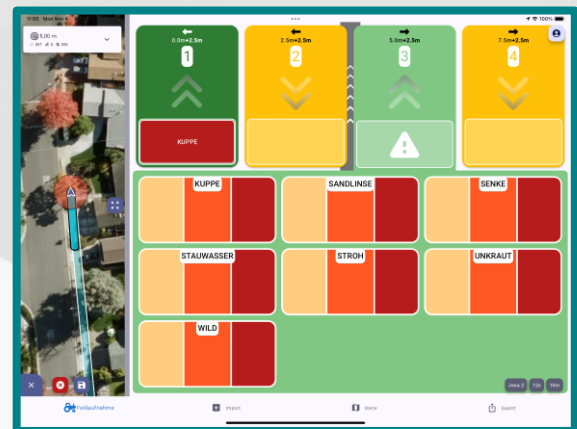 100%
5,00 m
0.0m+2.5m
2.5m+2.5m
5.0m+2.5m
7.5m+2.5m
1
2
3
4
KUPPE
KUPPE
SANDLINSE
SENKE
STAUWASSER
STROH
UNKRAUT
WILD
Feldaufnahme
Import
Karte
Export